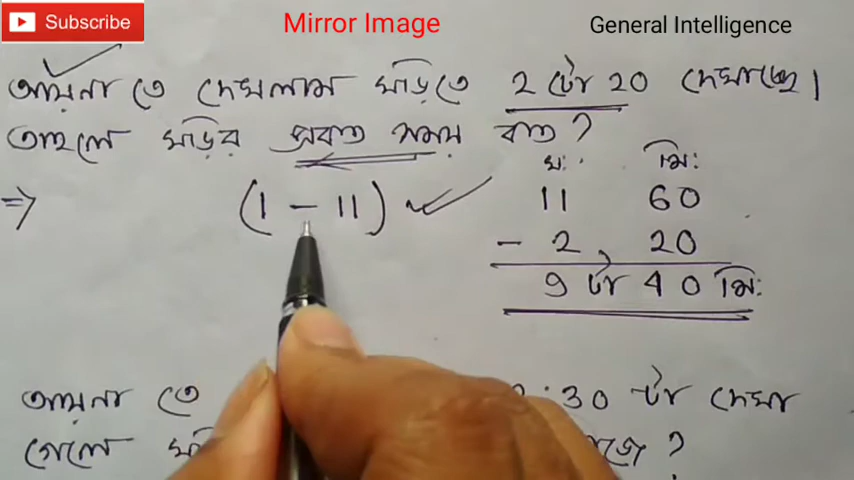 Subscribe
Mirror Image
General Intelligence
আয়না তে দেখলাম ঘড়িতে 2 টো 20 দেখাচ্ছে।
তাহলে ঘড়ির প্রকৃত সময় কত?
ঘ: মি:
⇒ (1 – 11) 11 60
– 2, 20
9 টা 40 মি:
আয়না তে :30 টা দেখা
গেলে ?